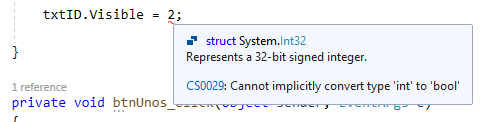 txtID.Visible = 2;
struct System.Int32
Represents a 32-bit signed integer.
}
CS0029: Cannot implicitly convert type 'int' to 'bool'
1 reference
private void btnUnos_Click(object sender, EventArgs e)
{